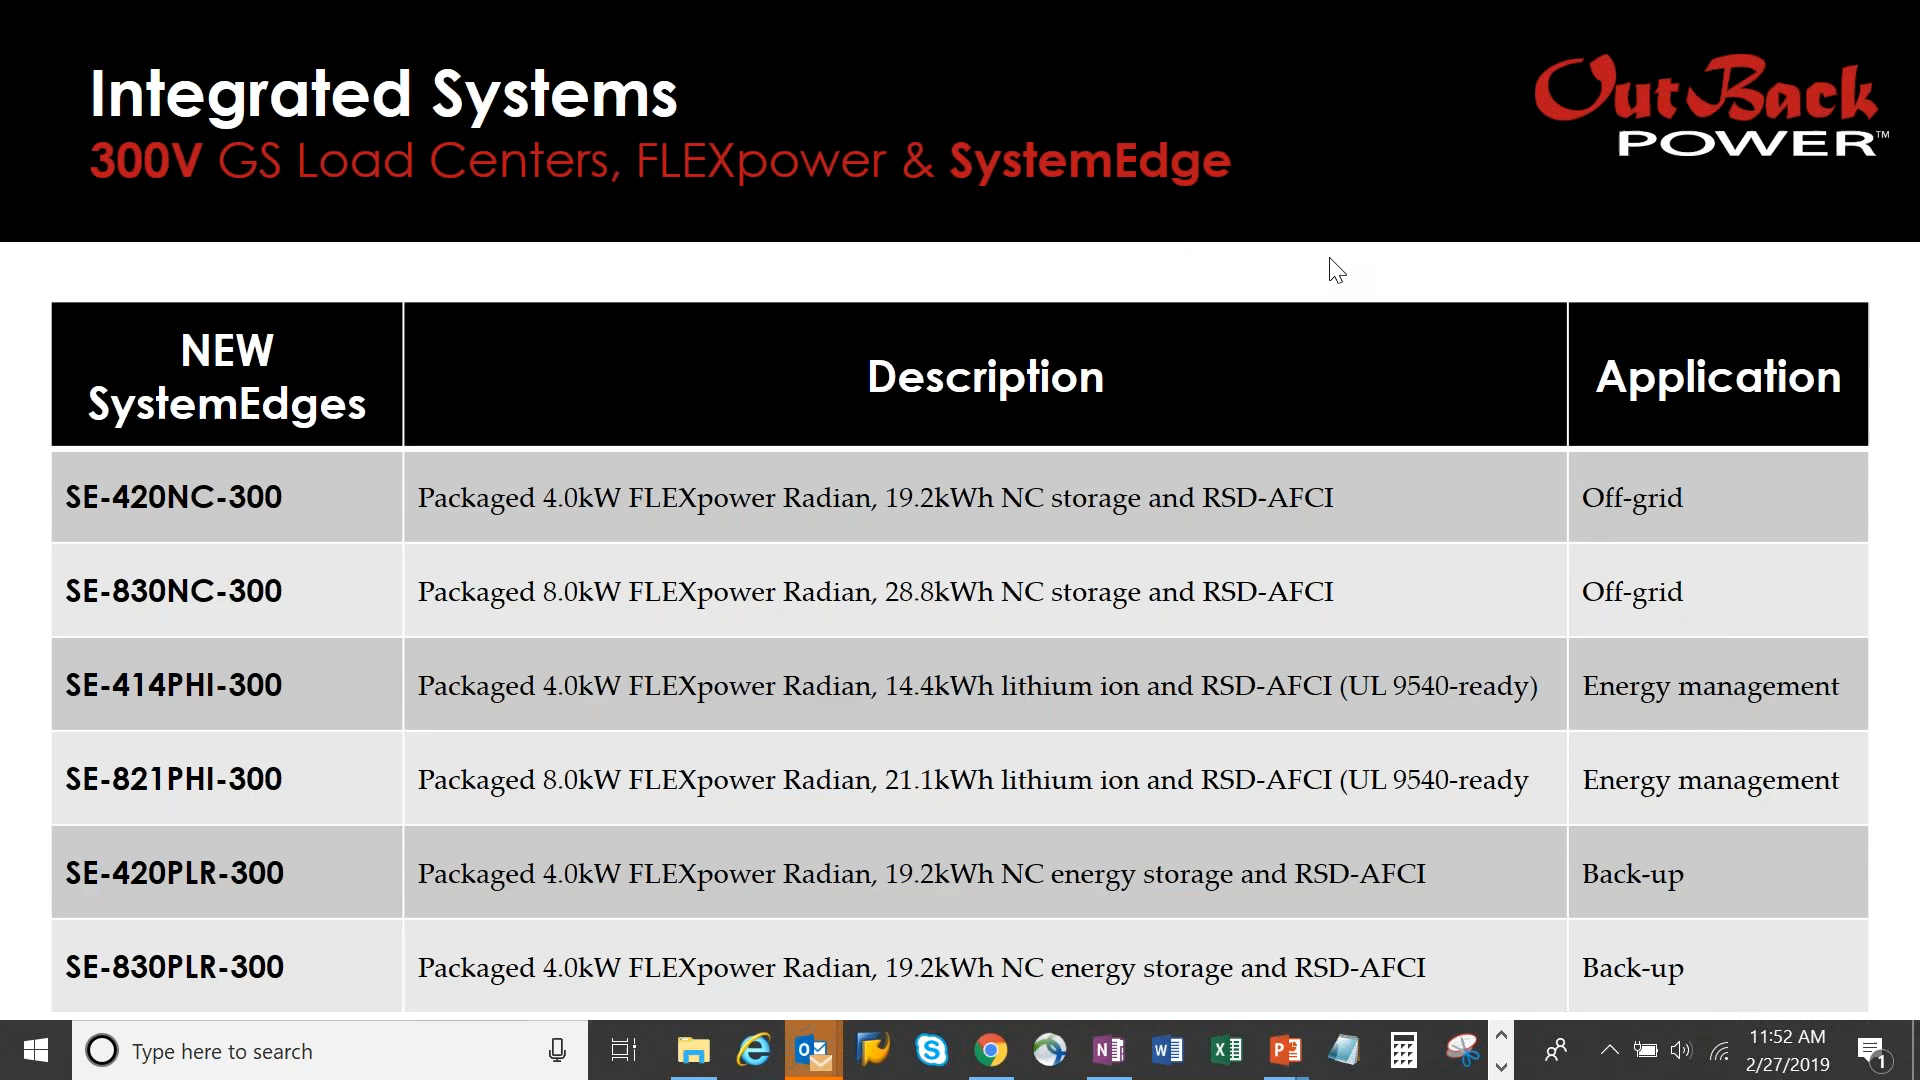 Integrated Systems
300V GS Load Centers, FLEXpower & SystemEdge
OutBack
POWER™
NEW
SystemEdges
Description
Application
SE-420NC-300
Packaged 4.0kW FLEXpower Radian, 19.2kWh NC storage and RSD-AFCI
Off-grid
SE-830NC-300
Packaged 8.0kW FLEXpower Radian, 28.8kWh NC storage and RSD-AFCI
Off-grid
SE-414PHI-300
Packaged 4.0kW FLEXpower Radian, 14.4kWh lithium ion and RSD-AFCI (UL 9540-ready)
Energy management
SE-821PHI-300
Packaged 8.0kW FLEXpower Radian, 21.1kWh lithium ion and RSD-AFCI (UL 9540-ready
Energy management
SE-420PLR-300
Packaged 4.0kW FLEXpower Radian, 19.2kWh NC energy storage and RSD-AFCI
Back-up
SE-830PLR-300
Packaged 4.0kW FLEXpower Radian, 19.2kWh NC energy storage and RSD-AFCI
Back-up
Type here to search
11:52 AM
2/27/2019
1